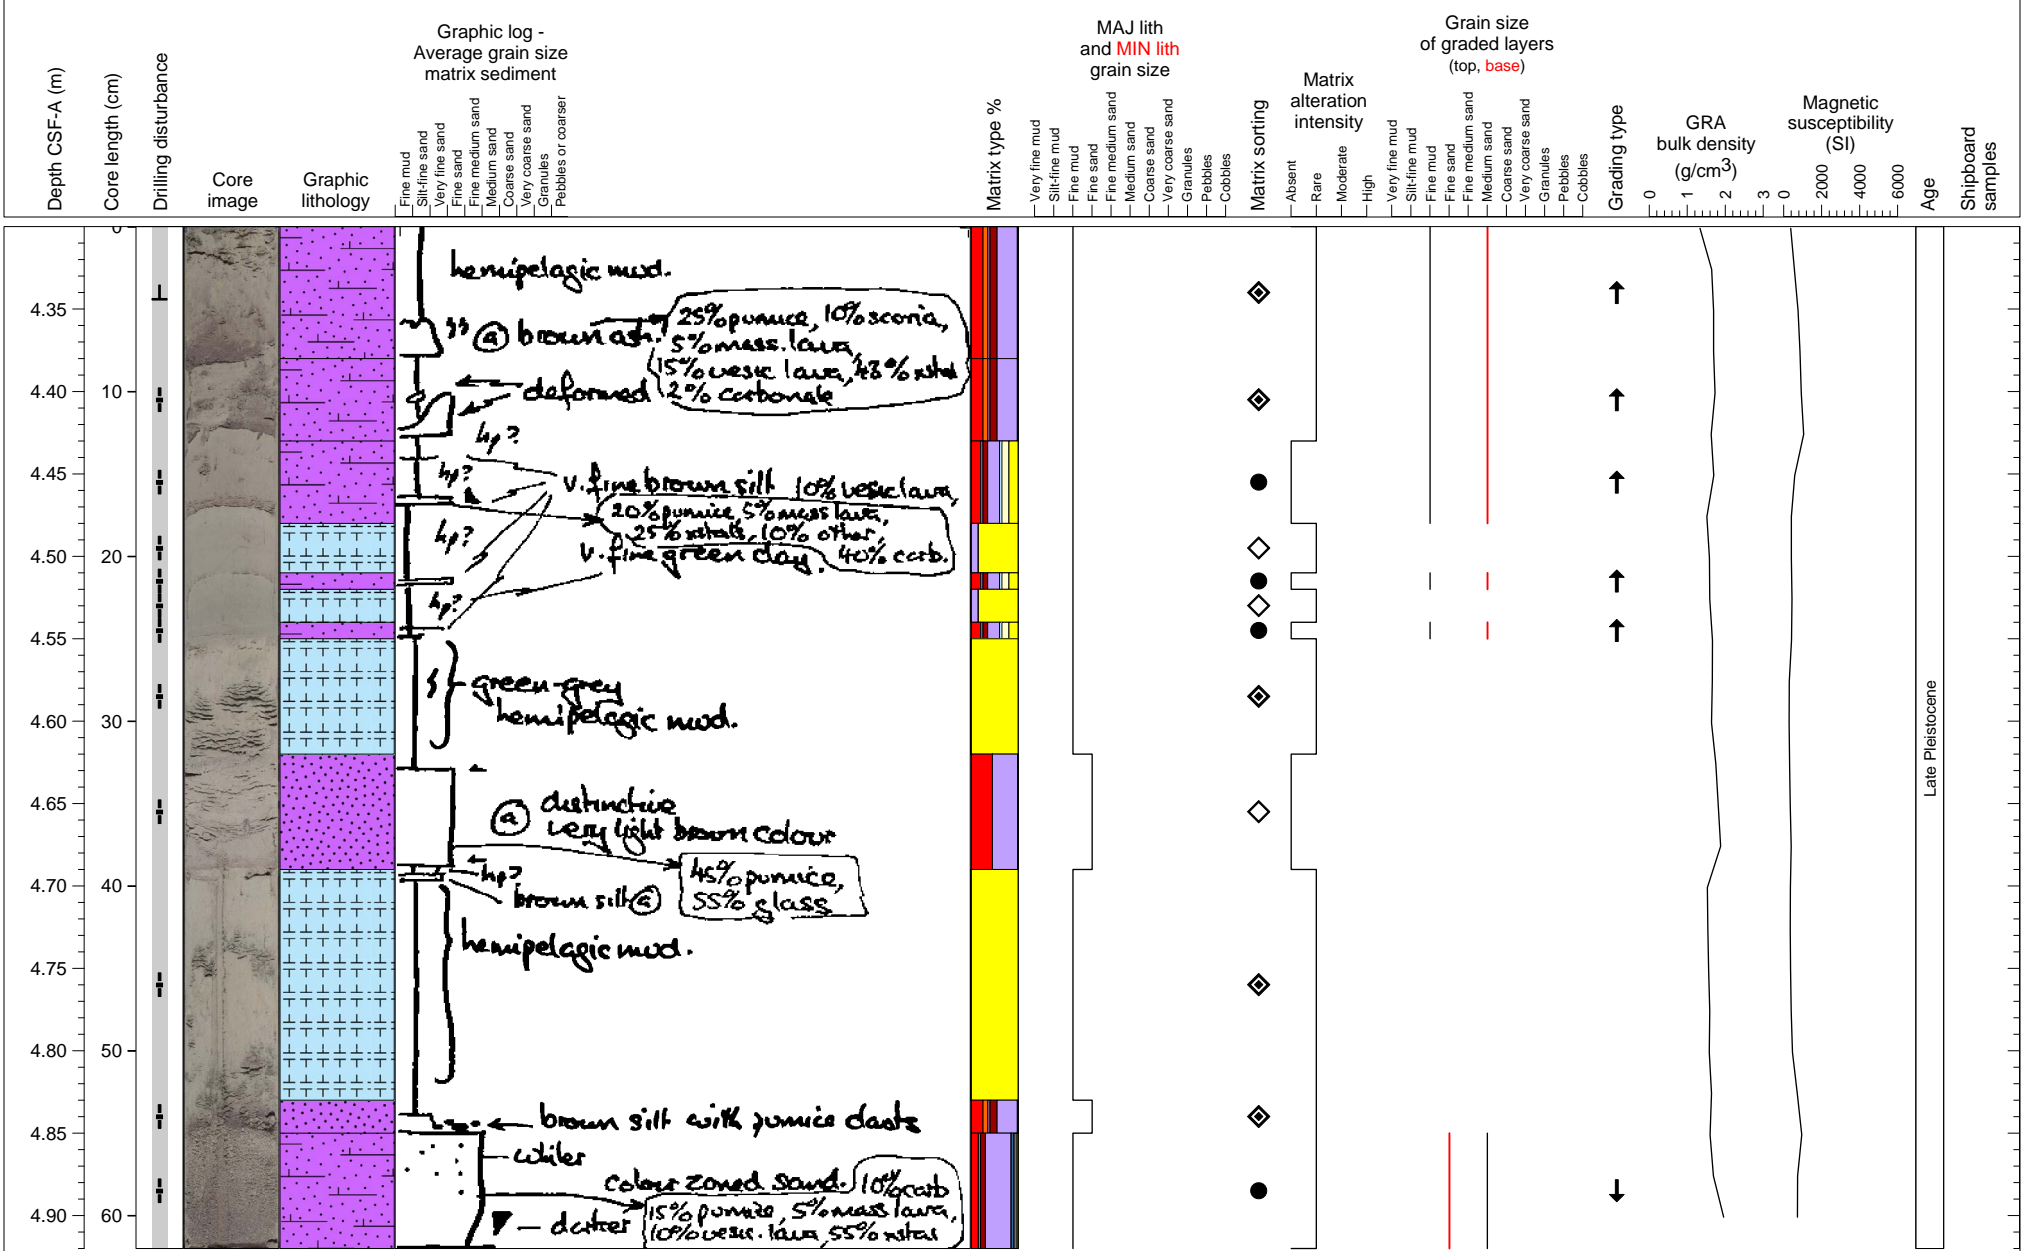 Depth CSF-A (m)
Core length (cm)
Drilling disturbance
Core
image
Graphic
lithology
Graphic log -
Average grain size
matrix sediment
Fine mud
Silt-fine sand
Very fine sand
Fine sand
Fine medium sand
Medium sand
Coarse sand
Very coarse sand
Granules
Pebbles or coarser
Matrix type %
MAJ lith
and MIN lith
grain size
Very fine mud
Silt-fine mud
Fine mud
Fine sand
Fine medium sand
Medium sand
Coarse sand
Very coarse sand
Granules
Pebbles
Cobbles
Matrix sorting
Matrix
alteration
intensity
Absent
Rare
Moderate
High
Grain size
of graded layers
(top, base)
Very fine mud
Silt-fine mud
Fine mud
Fine sand
Fine medium sand
Medium sand
Coarse sand
Very coarse sand
Granules
Pebbles
Cobbles
Grading type
GRA
bulk density
(g/cm3)
0 1 2 3
Magnetic
susceptibility
(SI)
0 2000 4000 6000
Age
Shipboard
samples
0
4.35
4.40 10
4.45
4.50 20
4.55
4.60 30
4.65
4.70 40
4.75
4.80 50
4.85
4.90 60
hemipelagic mud.
(a) brown ash.
25% pumice, 10% scoria,
5% mass. lava,
15% vesic lava, 43% xstal
2% carbonate
deformed
hp?
hp?
v. fine brown silt 10% vesic lava,
20% pumice 5% mass lava,
25% xstals, 10% other,
hp?
v. fine green clay. 40% carb.
hp?
green-grey
hemipelagic mud.
(a) distinctive
very light brown colour
hp?
brown silt (a)
45% pumice,
55% glass
hemipelagic mud.
brown silt with pumice clasts
whiter
colour zoned sand. 10% carb
15% pumice, 5% mass lava,
10% vesic. lava, 55% xstal
darker
Late Pleistocene